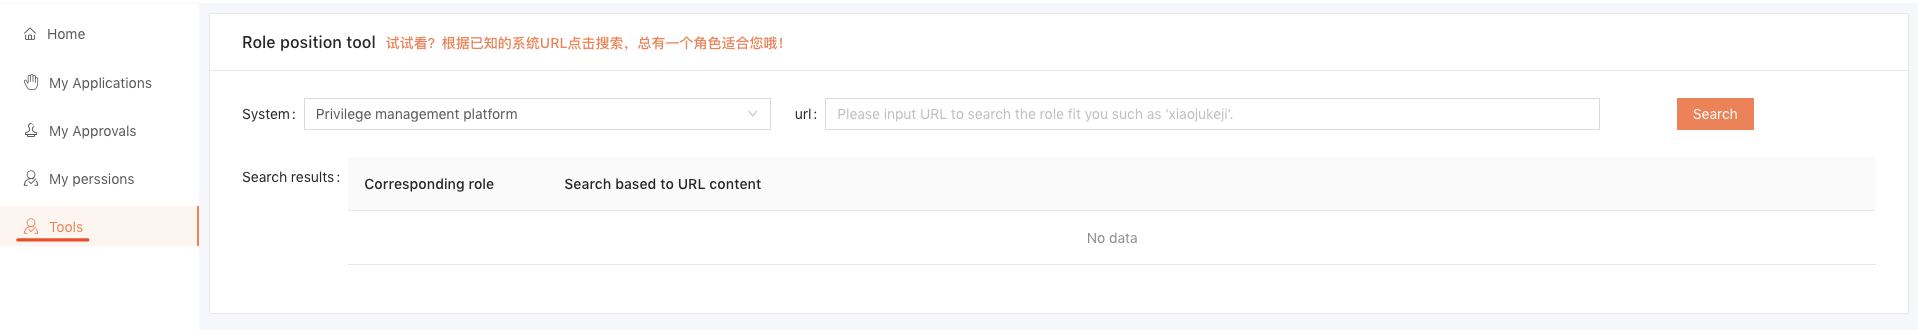 Home
My Applications
My Approvals
My perssions
Tools
Role position tool 试试看？根据已知的系统URL点击搜索，总有一个角色适合您哦！
System: Privilege management platform url: Please input URL to search the role fit you such as 'xiaojukeji'. Search
Search results: Corresponding role Search based to URL content
No data